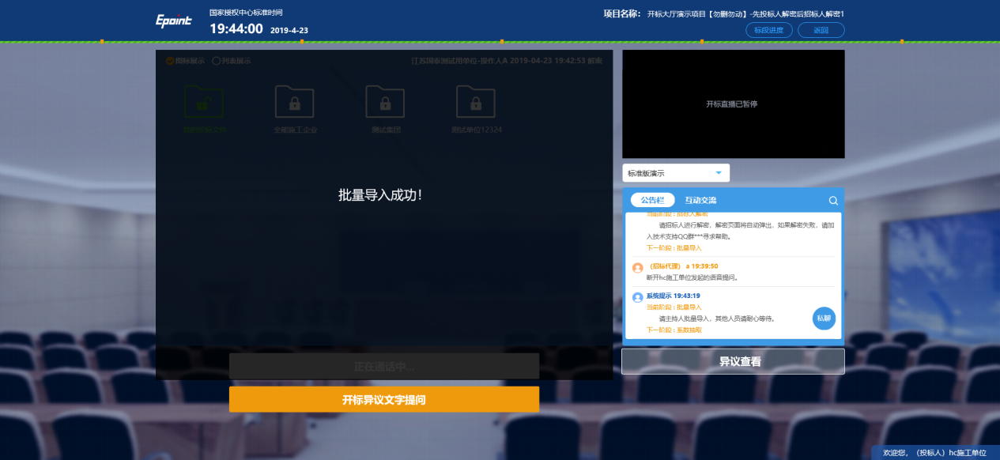 Epoint
国家授权中心标准时间
19:44:00 2019-4-23
项目名称： 开标大厅演示项目【勿删勿动】-先投标人解密后招标人解密1
标段进度 返回
图标展示 列表展示
江苏国泰测试用单位-操作人A 2019-04-23 19:42:53 解密
我的投标文件 全能施工企业 测试集团 测试单位12324
批量导入成功！
正在通话中...
开标异议文字提问
开标直播已暂停
标准版演示
公告栏 互动交流
当前阶段：招标人解密
请招标人进行解密，解密页面将自动弹出，如果解密失败，请加
入技术支持QQ群***寻求帮助。
下一阶段：批量导入
（招标代理） a 19:39:50
断开hc施工单位发起的语音提问。
系统提示 19:43:19
当前阶段：批量导入
请主持人批量导入，其他人员请耐心等待。
下一阶段：系数抽取
私聊
异议查看
欢迎您，（投标人）hc施工单位